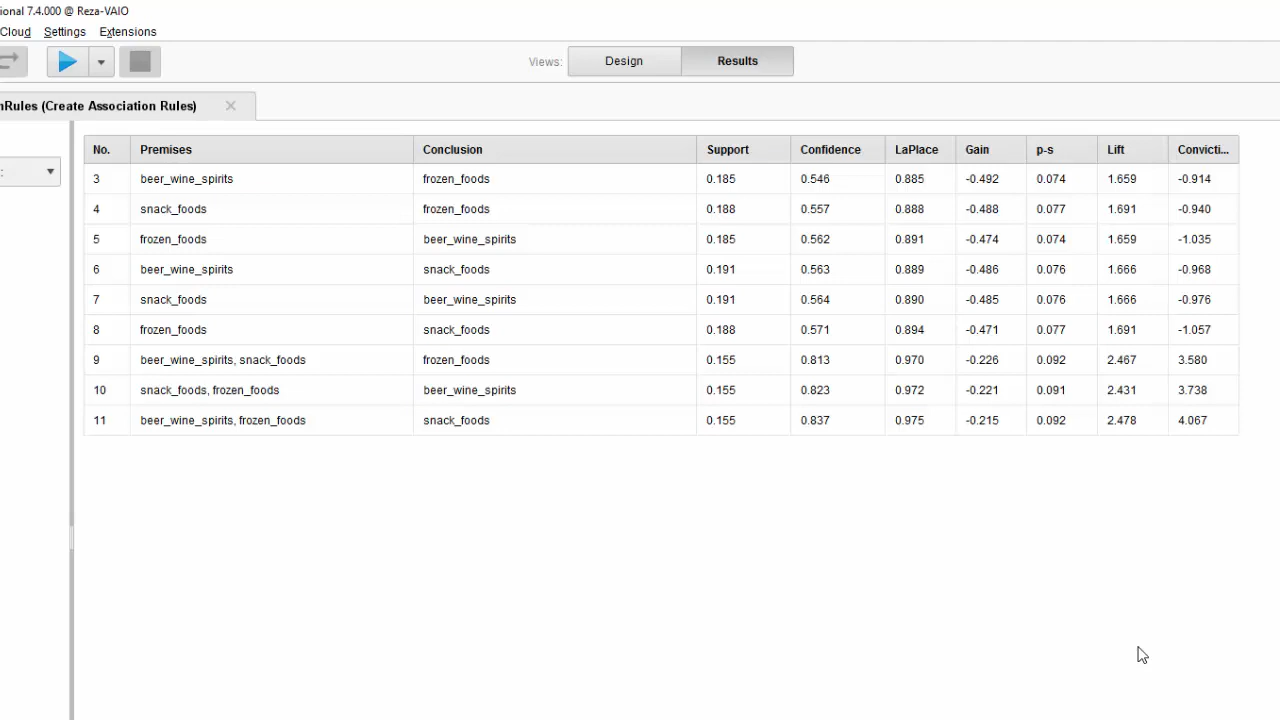 ional 7.4.000 @ Reza-VAIO
Cloud Settings Extensions
Views: Design Results
nRules (Create Association Rules)
:
No. Premises Conclusion Support Confidence LaPlace Gain p-s Lift Convicti...
3 beer_wine_spirits frozen_foods 0.185 0.546 0.885 -0.492 0.074 1.659 -0.914
4 snack_foods frozen_foods 0.188 0.557 0.888 -0.488 0.077 1.691 -0.940
5 frozen_foods beer_wine_spirits 0.185 0.562 0.891 -0.474 0.074 1.659 -1.035
6 beer_wine_spirits snack_foods 0.191 0.563 0.889 -0.486 0.076 1.666 -0.968
7 snack_foods beer_wine_spirits 0.191 0.564 0.890 -0.485 0.076 1.666 -0.976
8 frozen_foods snack_foods 0.188 0.571 0.894 -0.471 0.077 1.691 -1.057
9 beer_wine_spirits, snack_foods frozen_foods 0.155 0.813 0.970 -0.226 0.092 2.467 3.580
10 snack_foods, frozen_foods beer_wine_spirits 0.155 0.823 0.972 -0.221 0.091 2.431 3.738
11 beer_wine_spirits, frozen_foods snack_foods 0.155 0.837 0.975 -0.215 0.092 2.478 4.067